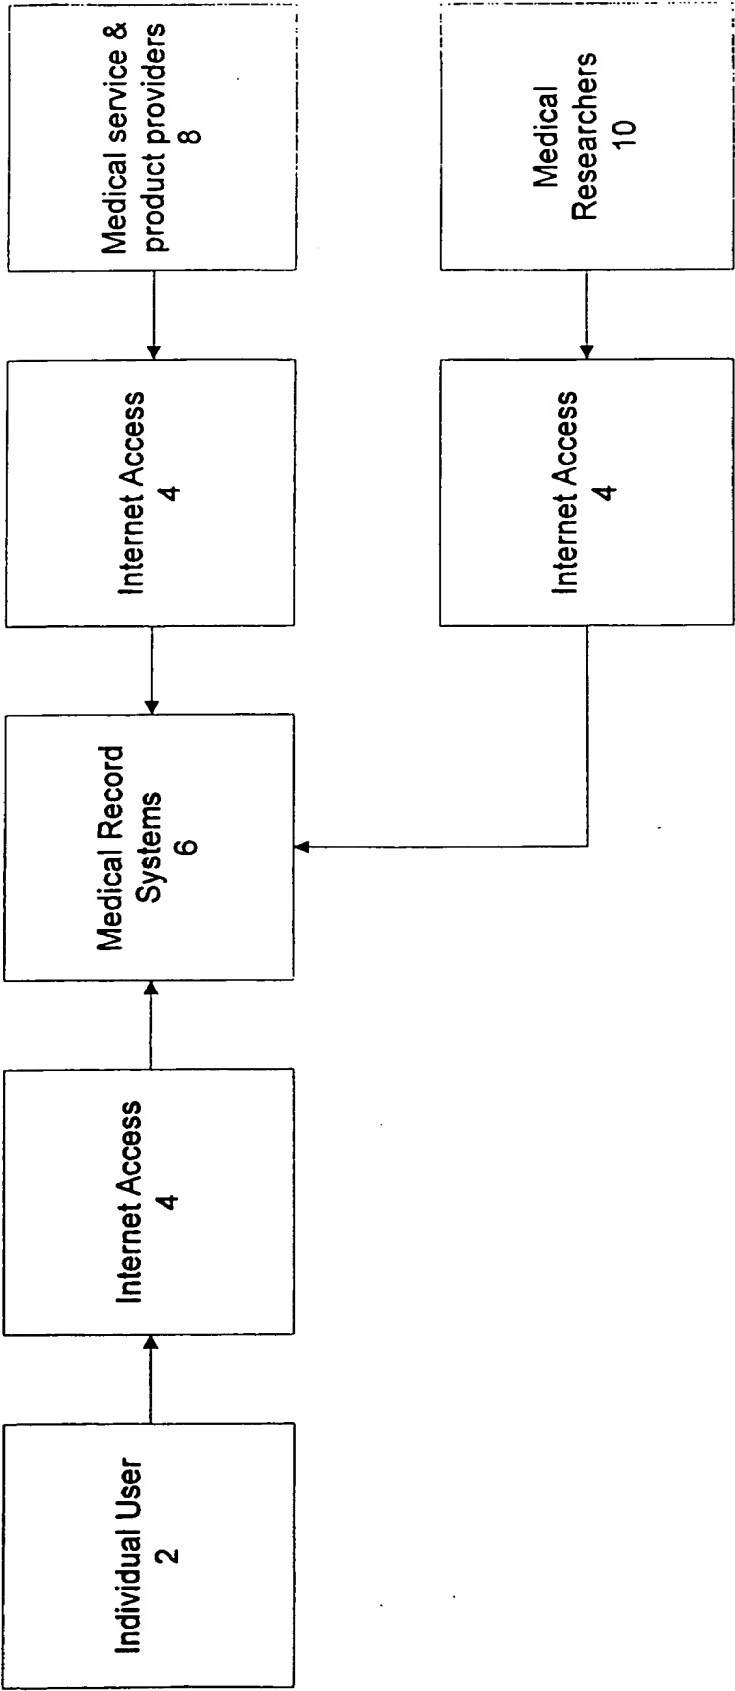 Individual User
2
Internet Access
4
Medical Record
Systems
6
Internet Access
4
Medical service &
product providers
8
Internet Access
4
Medical
Researchers
10